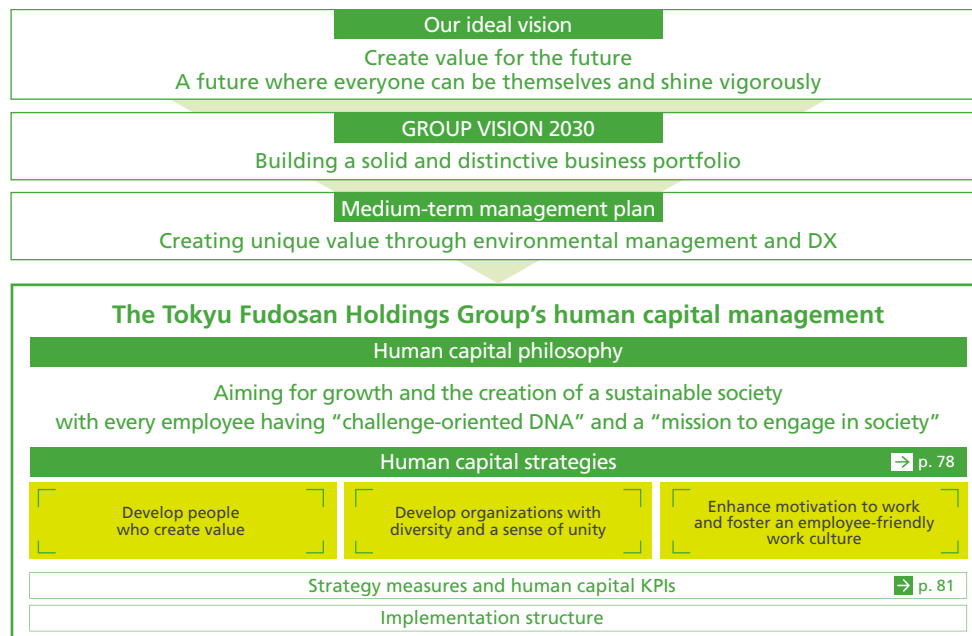 Our ideal vision
Create value for the future
A future where everyone can be themselves and shine vigorously
GROUP VISION 2030
Building a solid and distinctive business portfolio
Medium-term management plan
Creating unique value through environmental management and DX
The Tokyu Fudosan Holdings Group’s human capital management
Human capital philosophy
Aiming for growth and the creation of a sustainable society
with every employee having “challenge-oriented DNA” and a “mission to engage in society”
Human capital strategies
→ p. 78
Develop people
who create value
Develop organizations with
diversity and a sense of unity
Enhance motivation to work
and foster an employee-friendly
work culture
Strategy measures and human capital KPIs
→ p. 81
Implementation structure